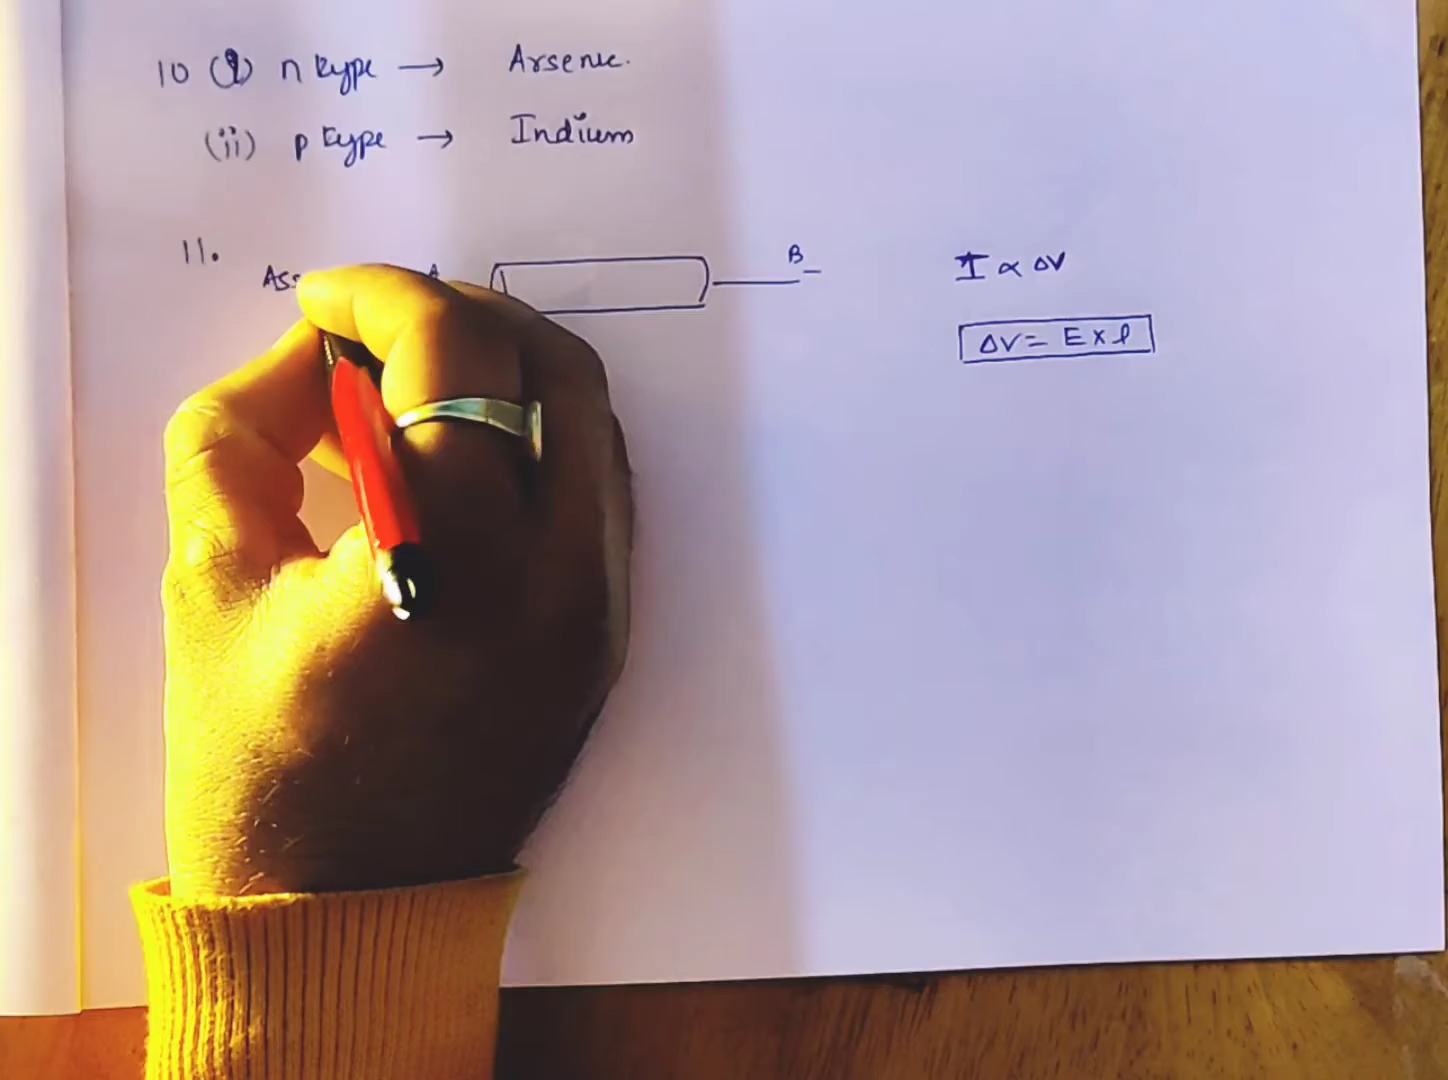 10 (i) n type → Arsenic.
(ii) p type → Indium
11.
A B
I ∝ ΔV
ΔV = E x l